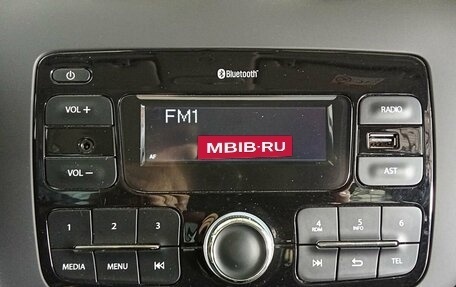 Bluetooth
VOL +
FM1
RADIO
MBIB·RU
AF
VOL −
AST
1 2 3
4 RDM 5 INFO 6
MEDIA MENU
TEL